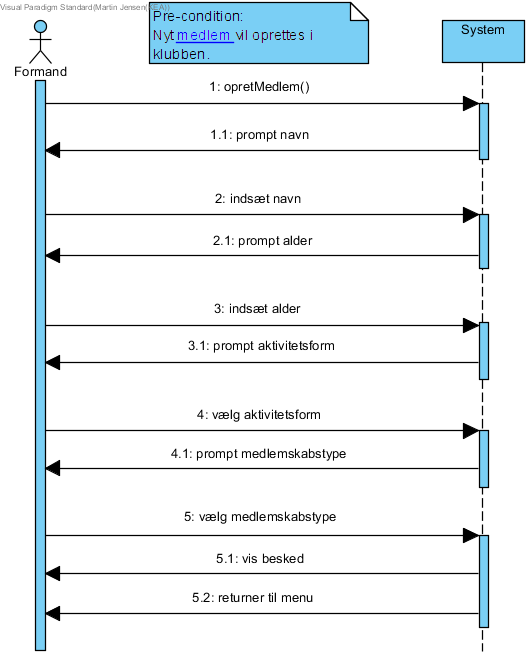 Visual Paradigm Standard(Martin Jensen(KEA))
Pre-condition:
Nyt medlem vil oprettes i
klubben.
System
Formand
1: opretMedlem()
1.1: prompt navn
2: indsæt navn
2.1: prompt alder
3: indsæt alder
3.1: prompt aktivitetsform
4: vælg aktivitetsform
4.1: prompt medlemskabstype
5: vælg medlemskabstype
5.1: vis besked
5.2: returner til menu